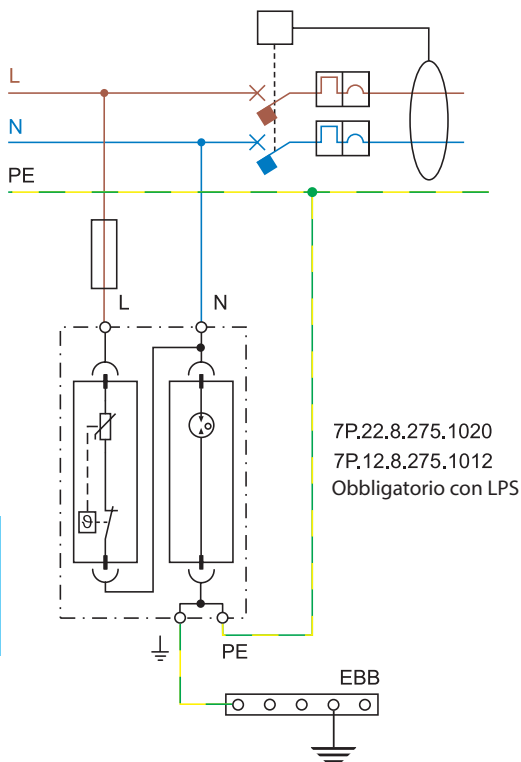 L
N
PE
L
N
7P.22.8.275.1020
7P.12.8.275.1012
Obbligatorio con LPS
ϑ
PE
EBB